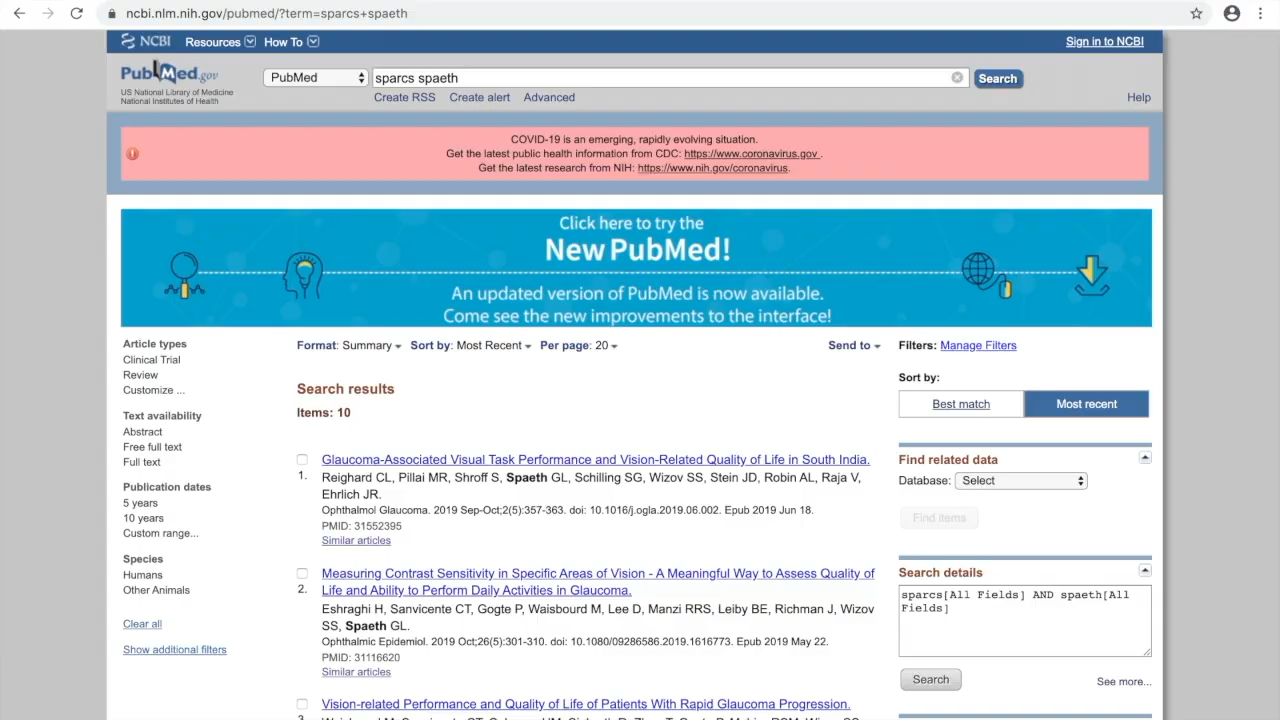 ncbi.nlm.nih.gov/pubmed/?term=sparcs+spaeth
NCBI Resources How To Sign in to NCBI
PubMed.gov
US National Library of Medicine
National Institutes of Health
PubMed
sparcs spaeth
Search
Create RSS Create alert Advanced
Help
COVID-19 is an emerging, rapidly evolving situation.
Get the latest public health information from CDC: https://www.coronavirus.gov .
Get the latest research from NIH: https://www.nih.gov/coronavirus.
Click here to try the
New PubMed!
An updated version of PubMed is now available.
Come see the new improvements to the interface!
Article types
Clinical Trial
Review
Customize ...
Text availability
Abstract
Free full text
Full text
Publication dates
5 years
10 years
Custom range...
Species
Humans
Other Animals
Clear all
Show additional filters
Format: Summary Sort by: Most Recent Per page: 20
Send to
Search results
Items: 10
1. Glaucoma-Associated Visual Task Performance and Vision-Related Quality of Life in South India.
Reighard CL, Pillai MR, Shroff S, Spaeth GL, Schilling SG, Wizov SS, Stein JD, Robin AL, Raja V,
Ehrlich JR.
Ophthalmol Glaucoma. 2019 Sep-Oct;2(5):357-363. doi: 10.1016/j.ogla.2019.06.002. Epub 2019 Jun 18.
PMID: 31552395
Similar articles
2. Measuring Contrast Sensitivity in Specific Areas of Vision - A Meaningful Way to Assess Quality of
Life and Ability to Perform Daily Activities in Glaucoma.
Eshraghi H, Sanvicente CT, Gogte P, Waisbourd M, Lee D, Manzi RRS, Leiby BE, Richman J, Wizov
SS, Spaeth GL.
Ophthalmic Epidemiol. 2019 Oct;26(5):301-310. doi: 10.1080/09286586.2019.1616773. Epub 2019 May 22.
PMID: 31116620
Similar articles
Vision-related Performance and Quality of Life of Patients With Rapid Glaucoma Progression.
Filters: Manage Filters
Sort by:
Best match Most recent
Find related data
Database: Select
Find items
Search details
sparcs[All Fields] AND spaeth[All
Fields]
Search
See more...